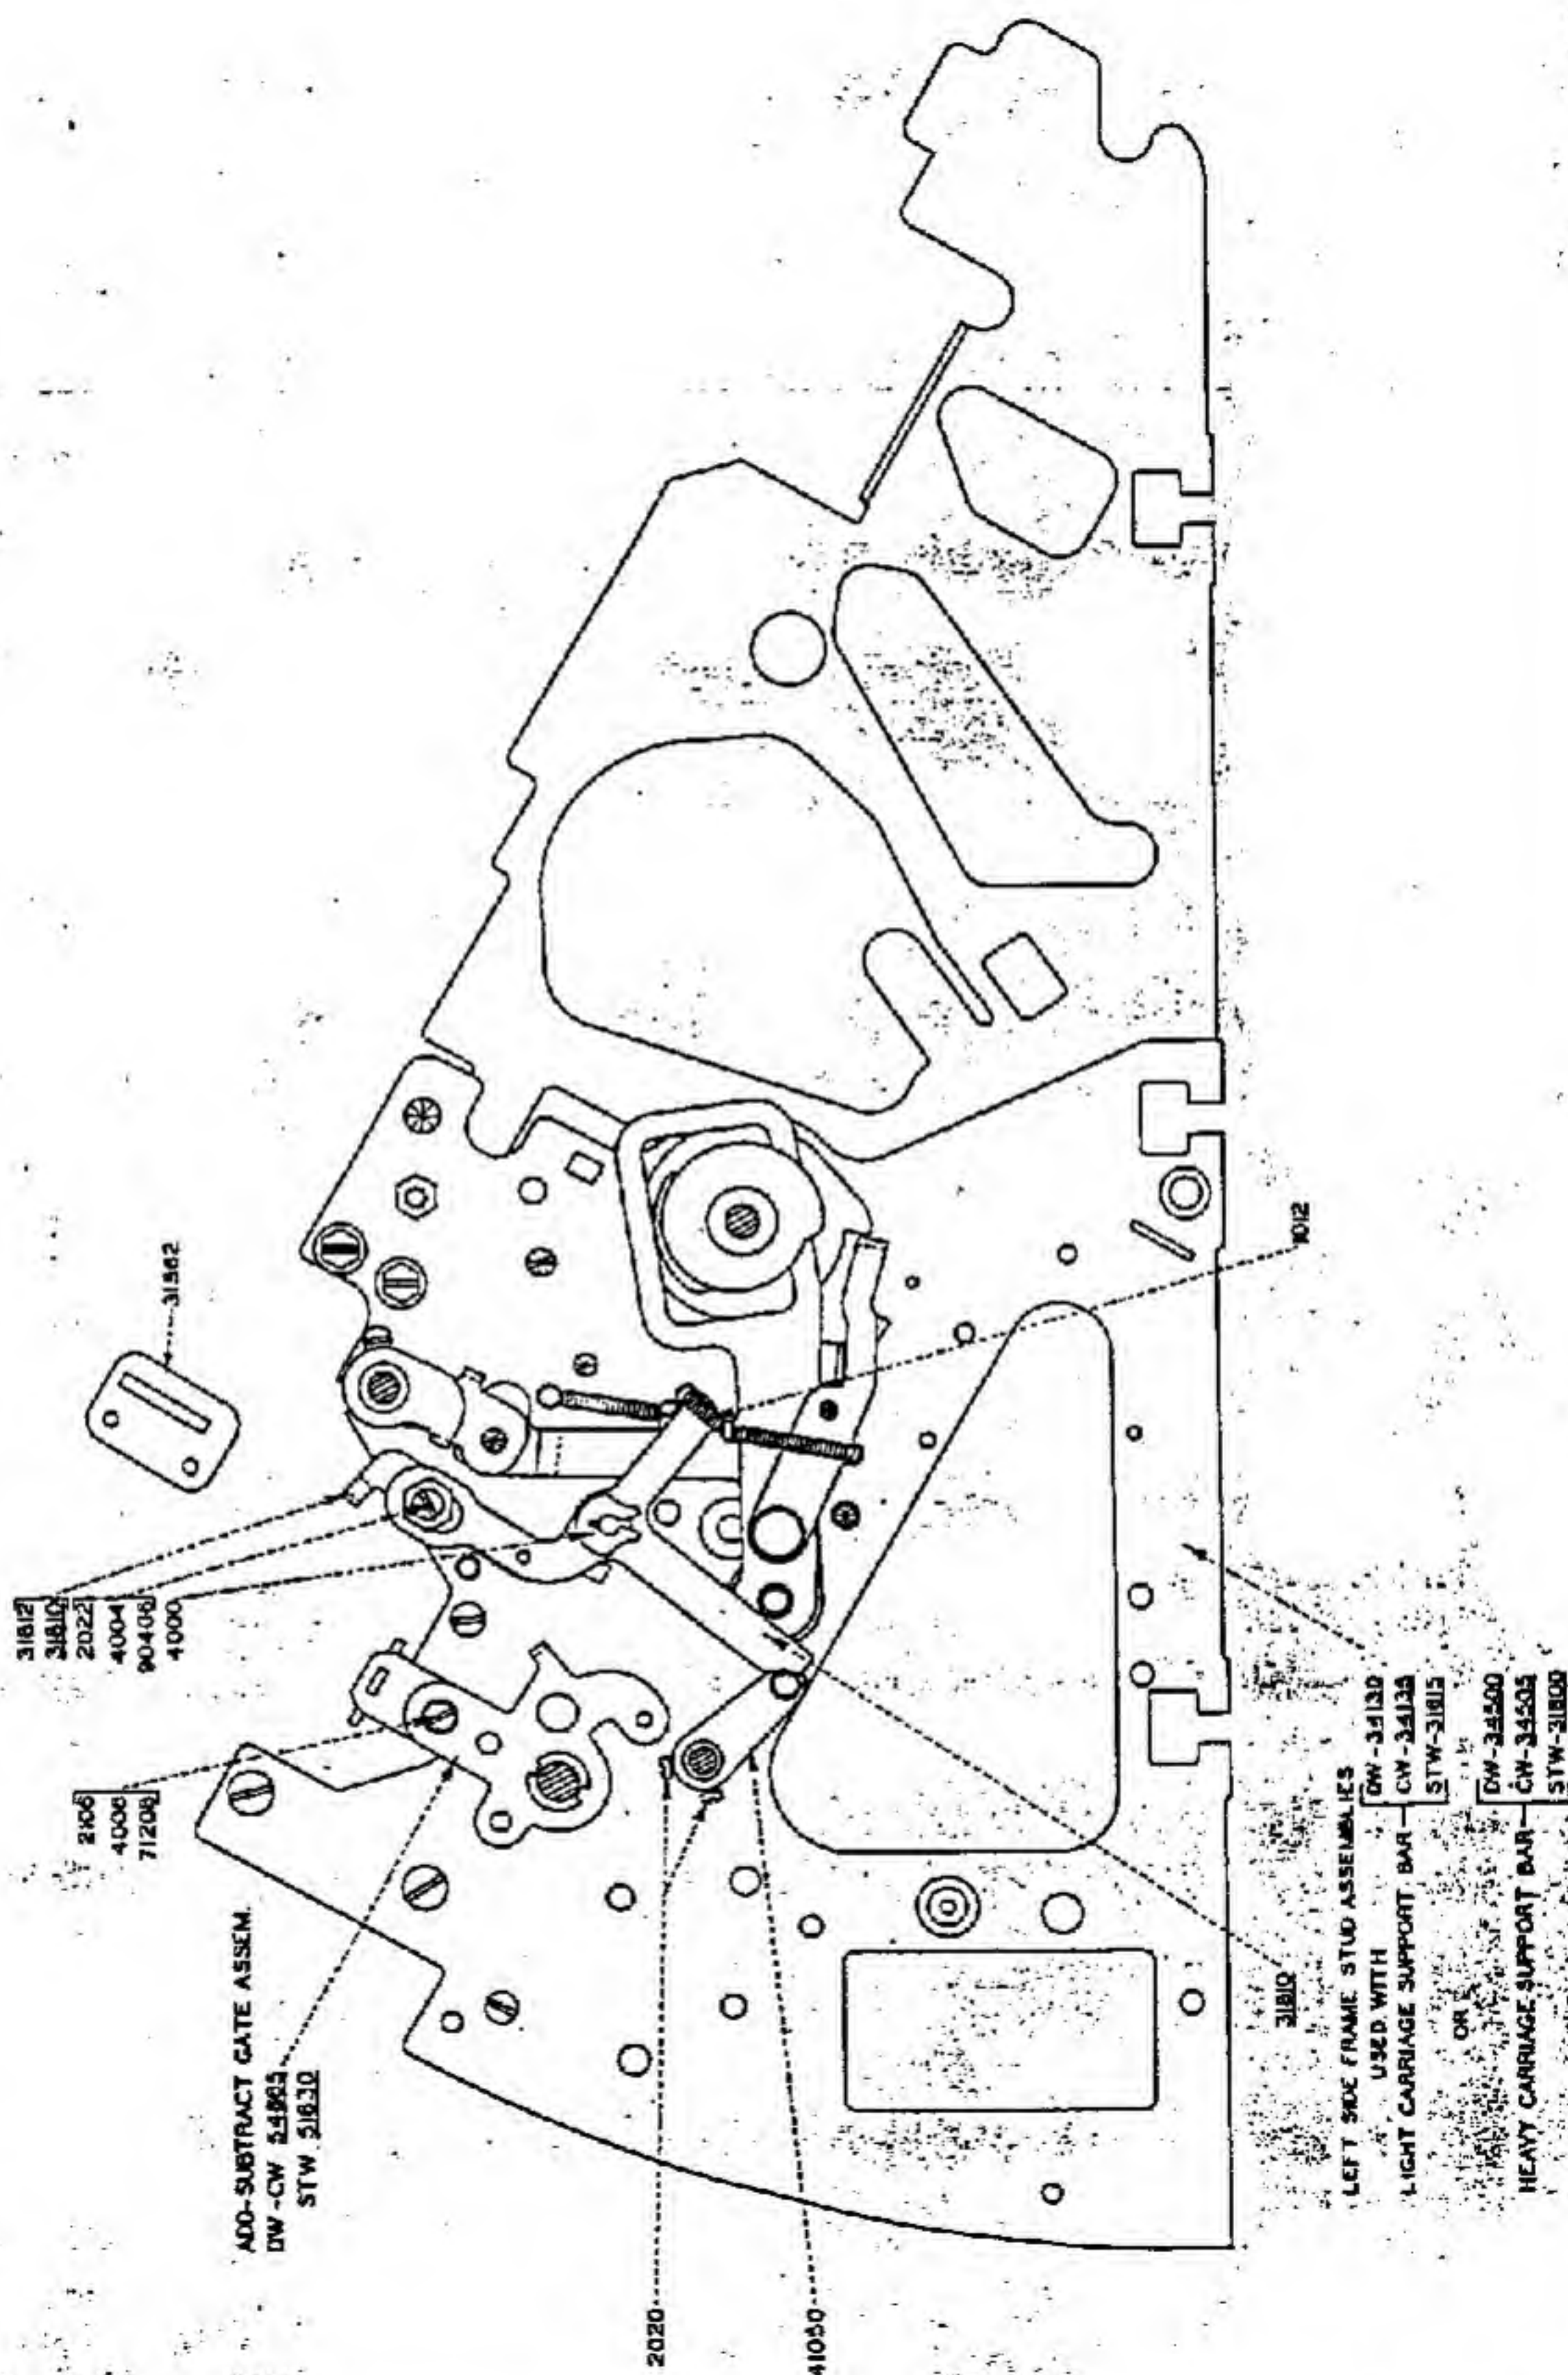 31812
31810
2022
4004
90406
4000
2106
4006
71208
31562
ADD-SUBTRACT GATE ASSEM.
DW-CW
STW 51630
2020
41050
1012
31810
LEFT SIDE FRAME STUD ASSEMBLIES
USED WITH
LIGHT CARRIAGE SUPPORT BAR
DW-34130
CW-34135
STW-31815
OR
HEAVY CARRIAGE SUPPORT BAR
DW-34500
CW-34505
STW-31800